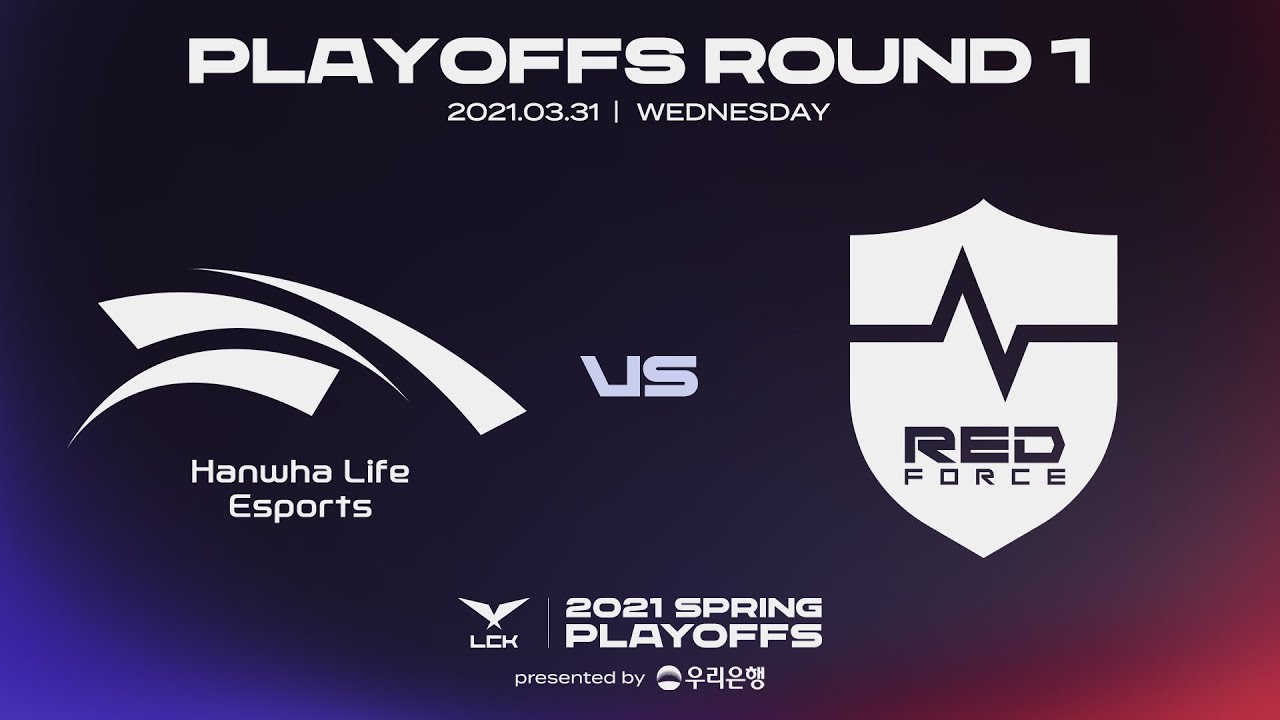 PLAYOFFS ROUND 1
2021.03.31 | WEDNESDAY
Hanwha Life
Esports
VS
RED
FORCE
LCK
2021 SPRING
PLAYOFFS
presented by 우리은행